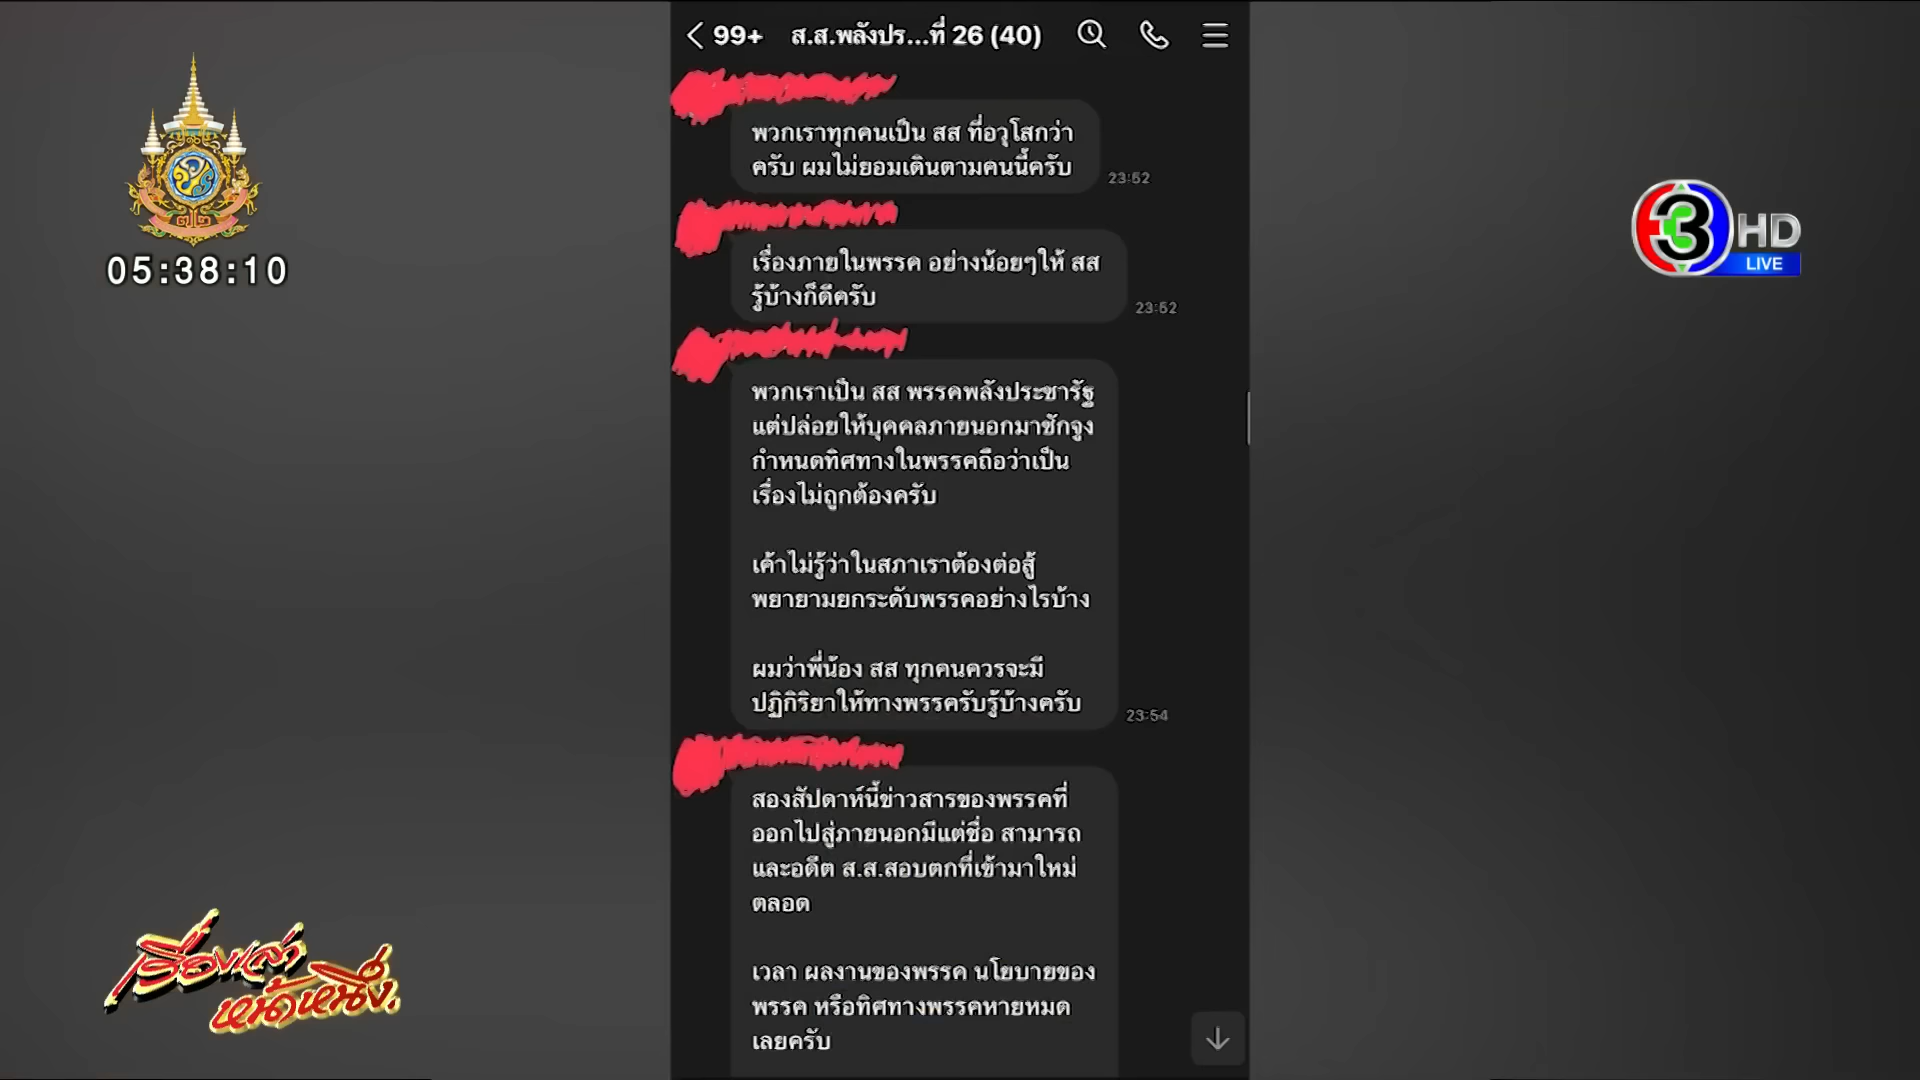 99+ ส.ส.พลังปร...ที่ 26 (40)
พวกเราทุกคนเป็น สส ที่อวุโสกว่า
ครับ ผมไม่ยอมเดินตามคนนี้ครับ
23:52
เรื่องภายในพรรค อย่างน้อยๆให้ สส
รู้บ้างก็ดีครับ
23:52
พวกเราเป็น สส พรรคพลังประชารัฐ
แต่ปล่อยให้บุคคลภายนอกมาชักจูง
กำหนดทิศทางในพรรคถือว่าเป็น
เรื่องไม่ถูกต้องครับ
เค้าไม่รู้ว่าในสภาเราต้องต่อสู้
พยายามยกระดับพรรคอย่างไรบ้าง
ผมว่าพี่น้อง สส ทุกคนควรจะมี
ปฏิกิริยาให้ทางพรรครับรู้บ้างครับ
23:54
สองสัปดาห์นี้ข่าวสารของพรรคที่
ออกไปสู่ภายนอกมีแต่ชื่อ สามารถ
และอดีต ส.ส.สอบตกที่เข้ามาใหม่
ตลอด
เวลา ผลงานของพรรค นโยบายของ
พรรค หรือทิศทางพรรคหายหมด
เลยครับ
๗๒
05:38:10
3 HD
LIVE
เรื่องเล่า
หน้าหนึ่ง